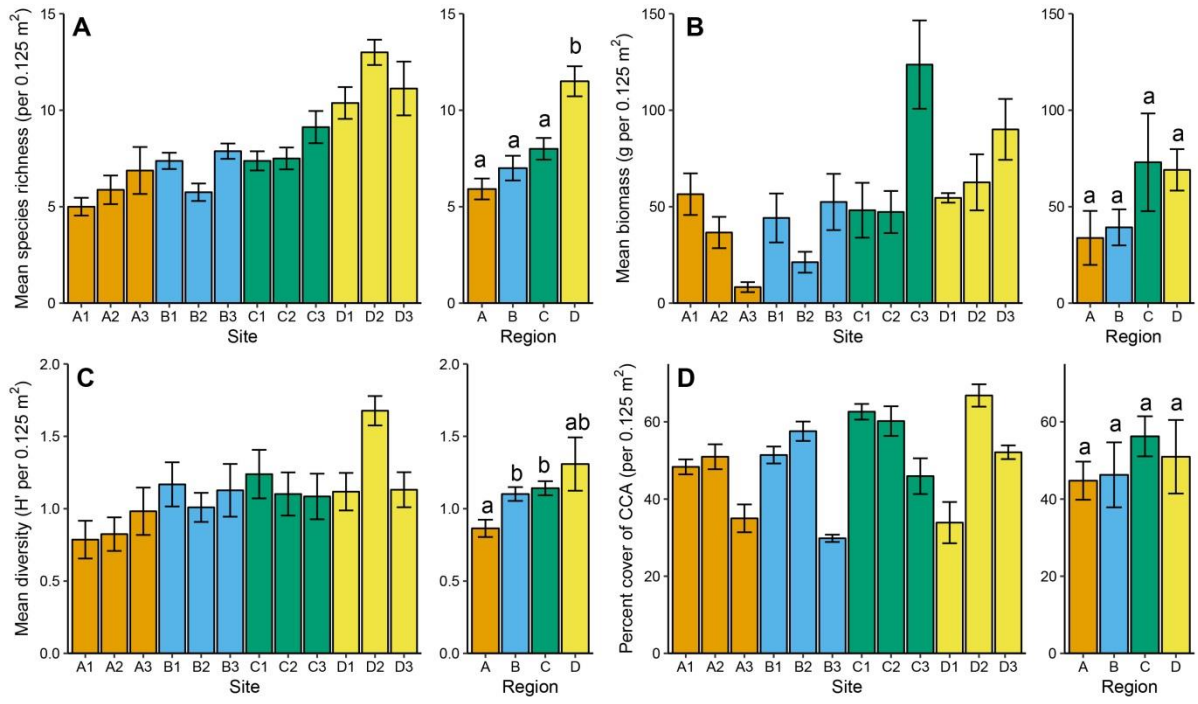 A
Mean species richness (per 0.125 m²)
15
10
5
0
A1 A2 A3 B1 B2 B3 C1 C2 C3 D1 D2 D3
Site
15
10
5
0
a a a b
A B C D
Region
B
Mean biomass (g per 0.125 m²)
150
100
50
0
A1 A2 A3 B1 B2 B3 C1 C2 C3 D1 D2 D3
Site
150
100
50
0
a a a a
A B C D
Region
C
Mean diversity (H' per 0.125 m²)
2.0
1.5
1.0
0.5
0.0
A1 A2 A3 B1 B2 B3 C1 C2 C3 D1 D2 D3
Site
2.0
1.5
1.0
0.5
0.0
a b b ab
A B C D
Region
D
Percent cover of CCA (per 0.125 m²)
60
40
20
0
A1 A2 A3 B1 B2 B3 C1 C2 C3 D1 D2 D3
Site
60
40
20
0
a a a a
A B C D
Region